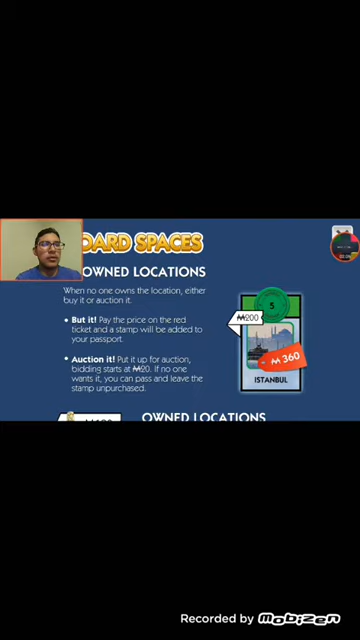 OARD SPACES
OWNED LOCATIONS
When no one owns the location, either
buy it or auction it.
• But it! Pay the price on the red
ticket and a stamp will be added to
your passport.
• Auction it! Put it up for auction,
bidding starts at ₩20. If no one
wants it, you can pass and leave the
stamp unpurchased.
5
₩200
₩ 360
ISTANBUL
OWNED LOCATIONS
Recorded by mobizen